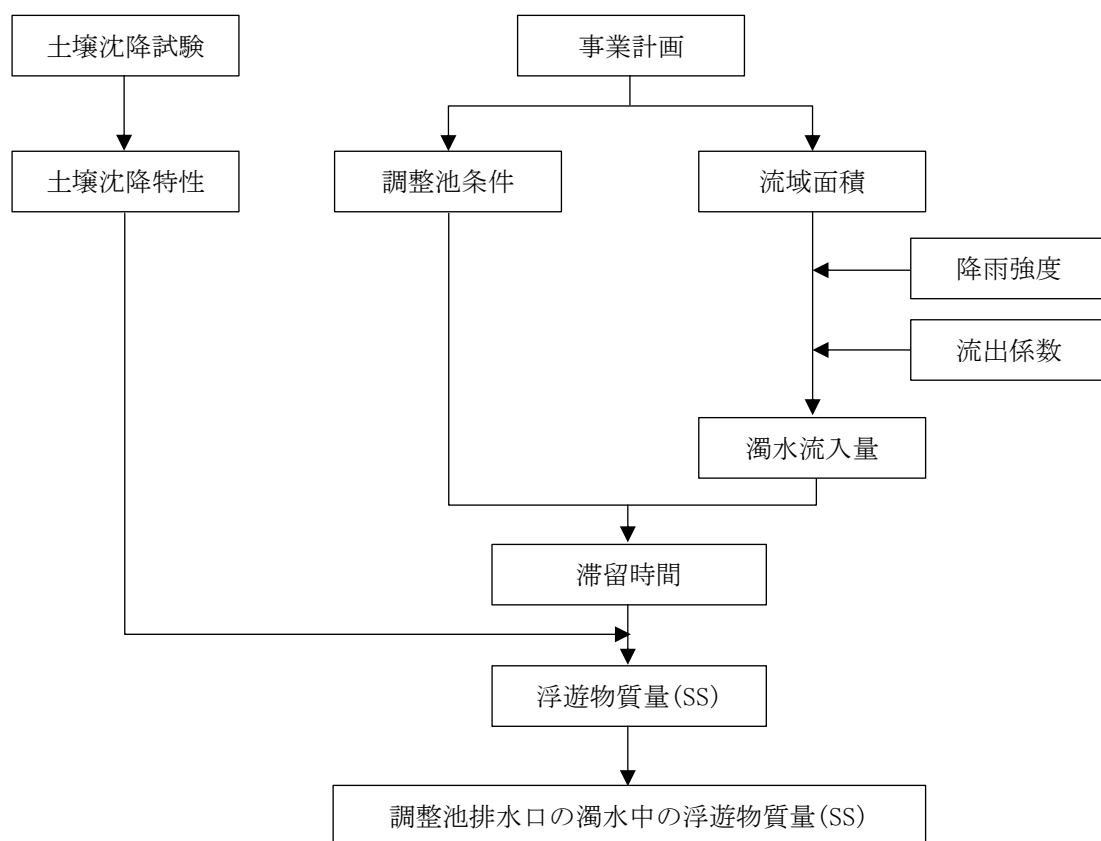 土壌沈降試験
事業計画
土壌沈降特性
調整池条件
流域面積
降雨強度
流出係数
濁水流入量
滞留時間
浮遊物質量(SS)
調整池排水口の濁水中の浮遊物質量(SS)